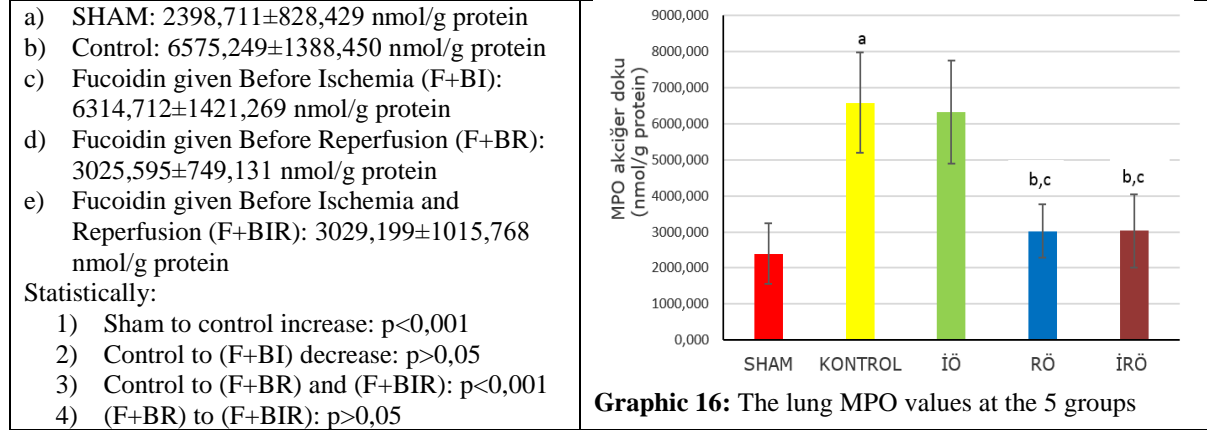 a) SHAM: 2398,711±828,429 nmol/g protein
b) Control: 6575,249±1388,450 nmol/g protein
c) Fucoidin given Before Ischemia (F+BI):
6314,712±1421,269 nmol/g protein
d) Fucoidin given Before Reperfusion (F+BR):
3025,595±749,131 nmol/g protein
e) Fucoidin given Before Ischemia and
Reperfusion (F+BIR): 3029,199±1015,768
nmol/g protein
Statistically:
1) Sham to control increase: p<0,001
2) Control to (F+BI) decrease: p>0,05
3) Control to (F+BR) and (F+BIR): p<0,001
4) (F+BR) to (F+BIR): p>0,05
MPO akciğer doku
(nmol/g protein)
9000,000
8000,000
7000,000
6000,000
5000,000
4000,000
3000,000
2000,000
1000,000
0,000
a
b,c
b,c
SHAM KONTROL İÖ RÖ İRÖ
Graphic 16: The lung MPO values at the 5 groups